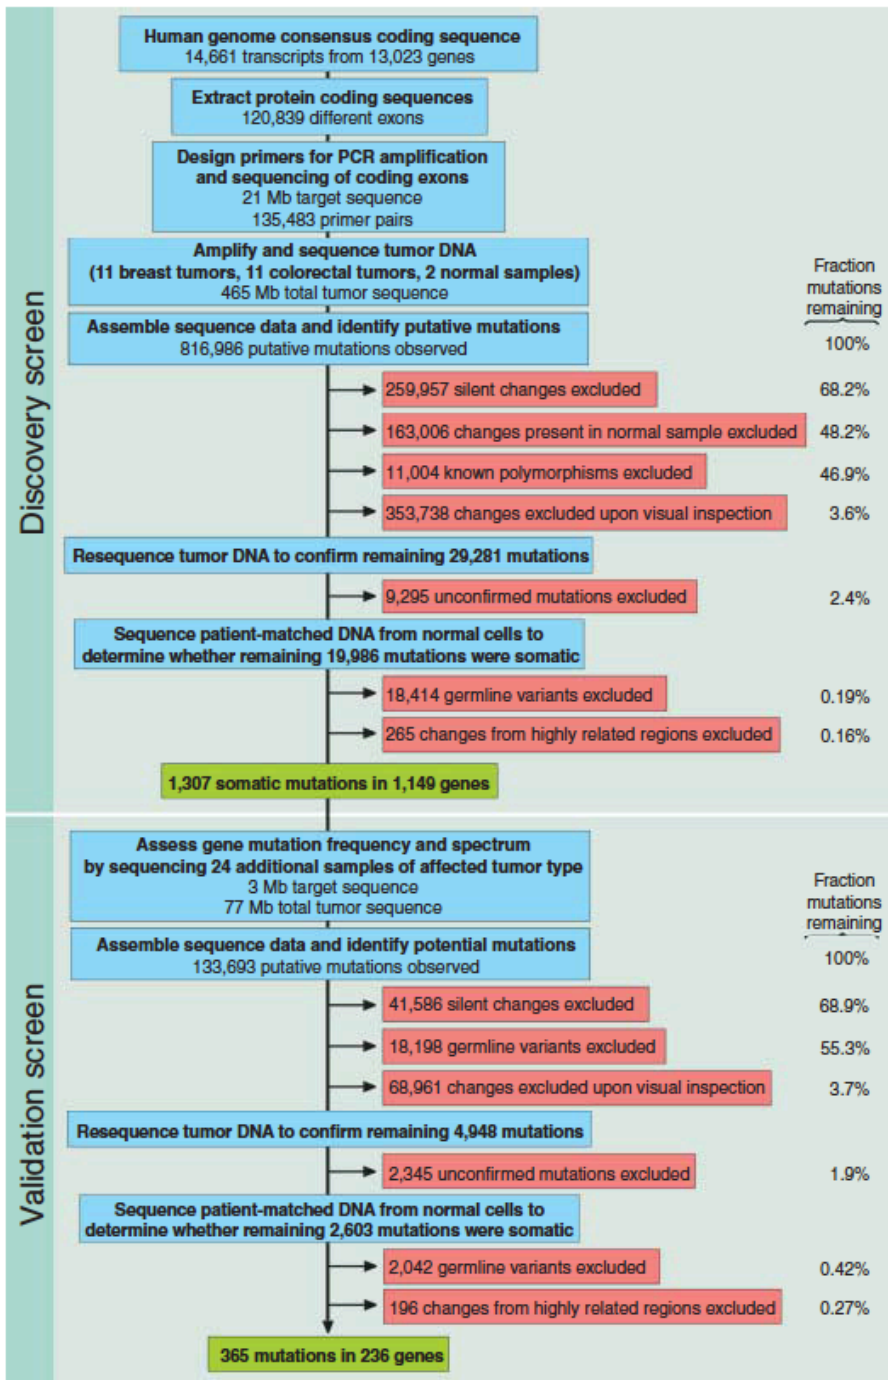 Discovery screen
Human genome consensus coding sequence
14,661 transcripts from 13,023 genes
Extract protein coding sequences
120,839 different exons
Design primers for PCR amplification
and sequencing of coding exons
21 Mb target sequence
135,483 primer pairs
Amplify and sequence tumor DNA
(11 breast tumors, 11 colorectal tumors, 2 normal samples)
465 Mb total tumor sequence
Fraction
mutations
remaining
Assemble sequence data and identify putative mutations
816,986 putative mutations observed
100%
259,957 silent changes excluded
68.2%
163,006 changes present in normal sample excluded
48.2%
11,004 known polymorphisms excluded
46.9%
353,738 changes excluded upon visual inspection
3.6%
Resequence tumor DNA to confirm remaining 29,281 mutations
9,295 unconfirmed mutations excluded
2.4%
Sequence patient-matched DNA from normal cells to
determine whether remaining 19,986 mutations were somatic
18,414 germline variants excluded
0.19%
265 changes from highly related regions excluded
0.16%
1,307 somatic mutations in 1,149 genes
Validation screen
Assess gene mutation frequency and spectrum
by sequencing 24 additional samples of affected tumor type
3 Mb target sequence
77 Mb total tumor sequence
Fraction
mutations
remaining
Assemble sequence data and identify potential mutations
133,693 putative mutations observed
100%
41,586 silent changes excluded
68.9%
18,198 germline variants excluded
55.3%
68,961 changes excluded upon visual inspection
3.7%
Resequence tumor DNA to confirm remaining 4,948 mutations
2,345 unconfirmed mutations excluded
1.9%
Sequence patient-matched DNA from normal cells to
determine whether remaining 2,603 mutations were somatic
2,042 germline variants excluded
0.42%
196 changes from highly related regions excluded
0.27%
365 mutations in 236 genes